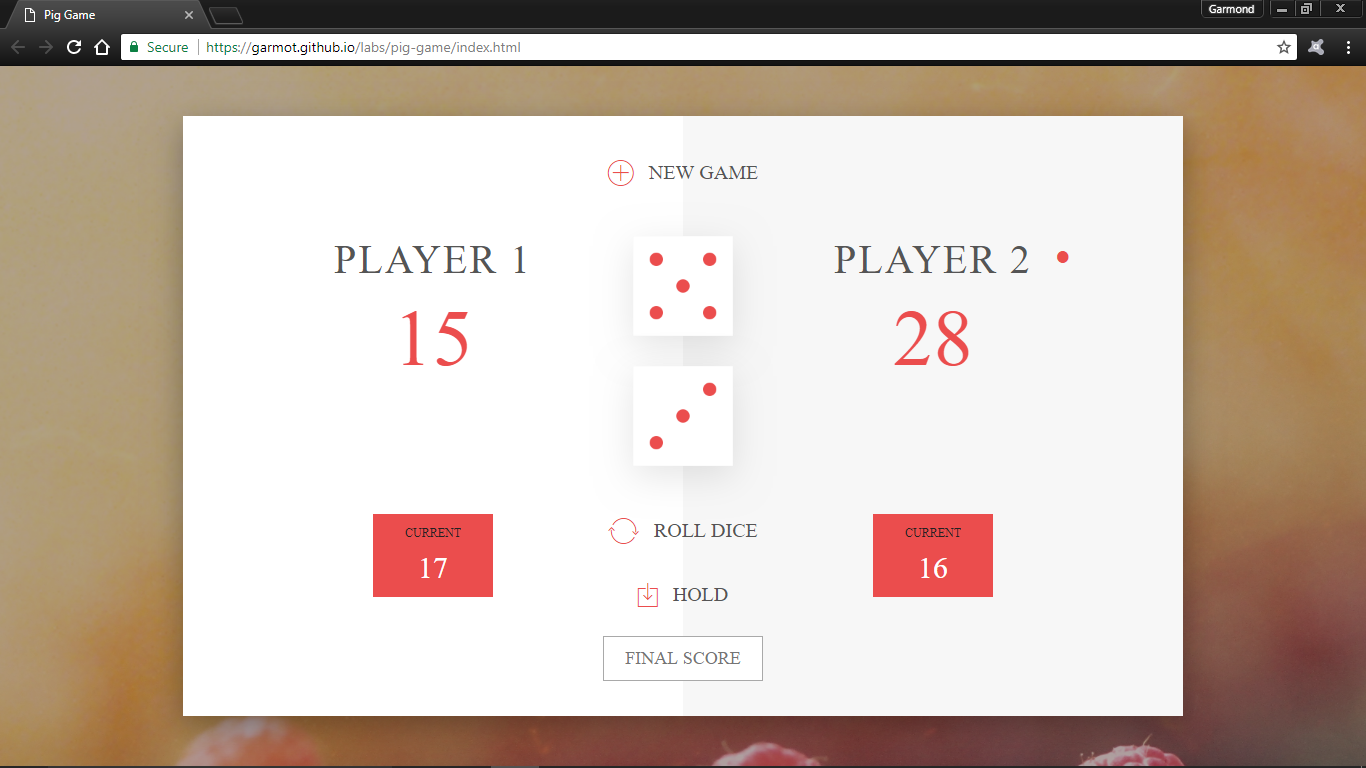 Pig Game
Garmond
Secure
https://garmot.github.io/labs/pig-game/index.html
NEW GAME
PLAYER 1
PLAYER 2
15
28
CURRENT
17
CURRENT
16
ROLL DICE
HOLD
FINAL SCORE